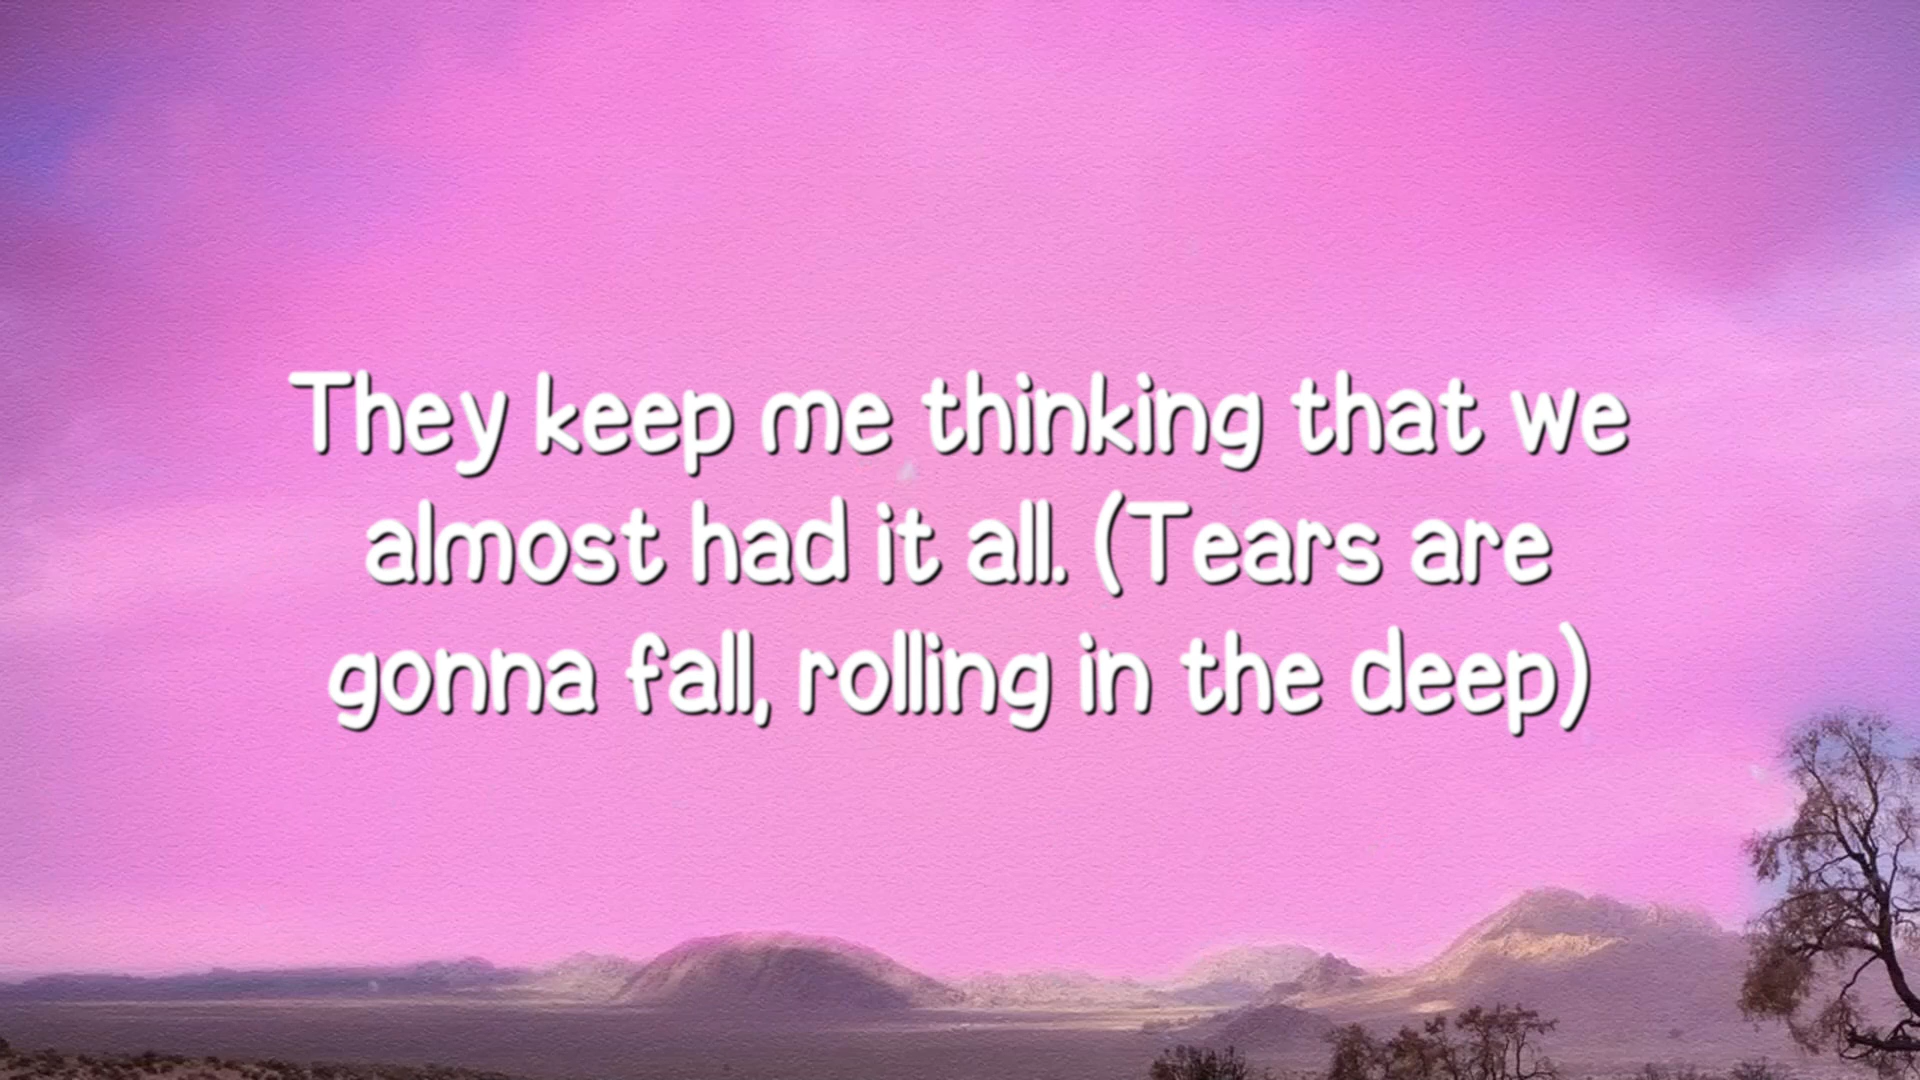 They keep me thinking that we
almost had it all. (Tears are
gonna fall, rolling in the deep)